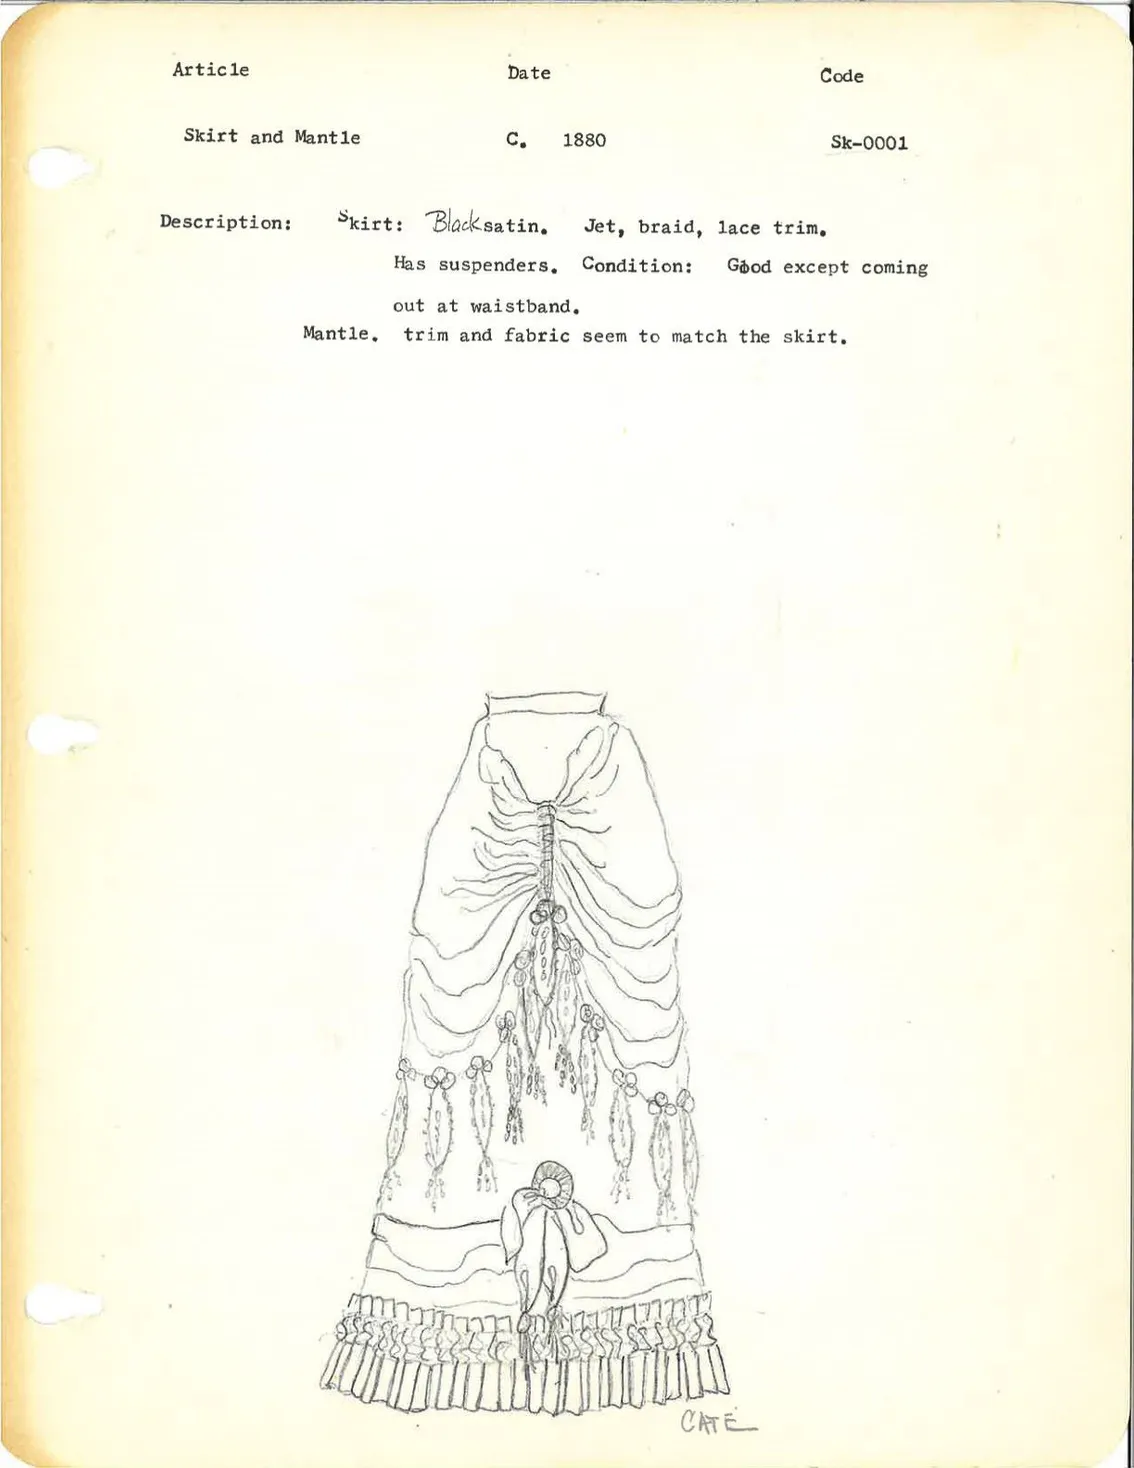 Article Date Code
Skirt and Mantle C. 1880 Sk-0001
Description: Skirt: Black satin. Jet, braid, lace trim.
Has suspenders. Condition: Good except coming
out at waistband.
Mantle. trim and fabric seem to match the skirt.
CATE